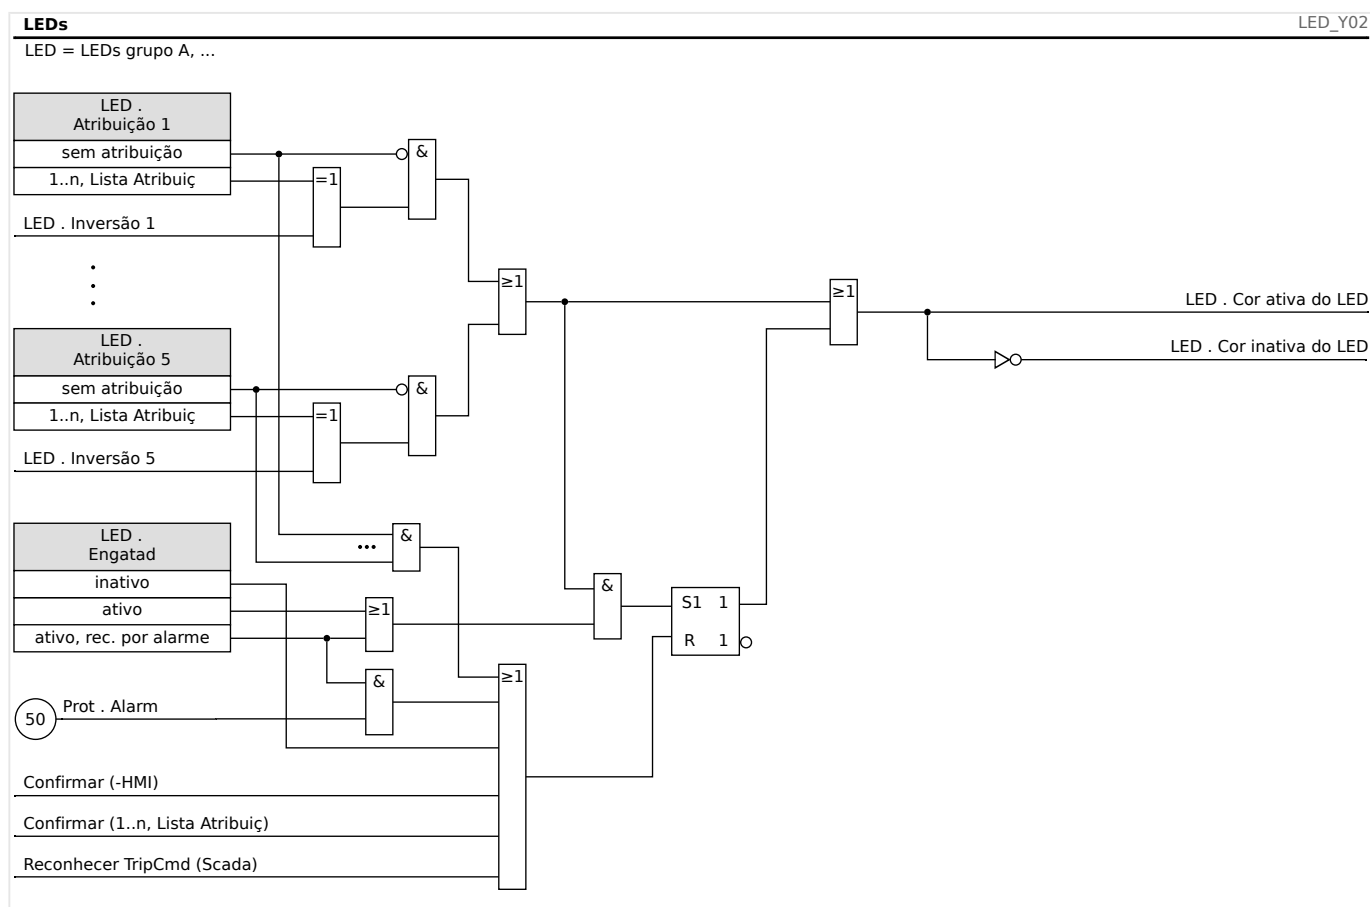 LEDs
LED_Y02
LED = LEDs grupo A, ...
LED .
Atribuição 1
sem atribuição
&
1..n, Lista Atribuiç
=1
LED . Inversão 1
≥1
≥1
LED . Cor ativa do LED
LED .
Atribuição 5
LED . Cor inativa do LED
sem atribuição
&
1..n, Lista Atribuiç
=1
LED . Inversão 5
LED .
Engatad
&
...
inativo
&
ativo
≥1
S1 1
ativo, rec. por alarme
R 1
&
≥1
50
Prot . Alarm
Confirmar (-HMI)
Confirmar (1..n, Lista Atribuiç)
Reconhecer TripCmd (Scada)